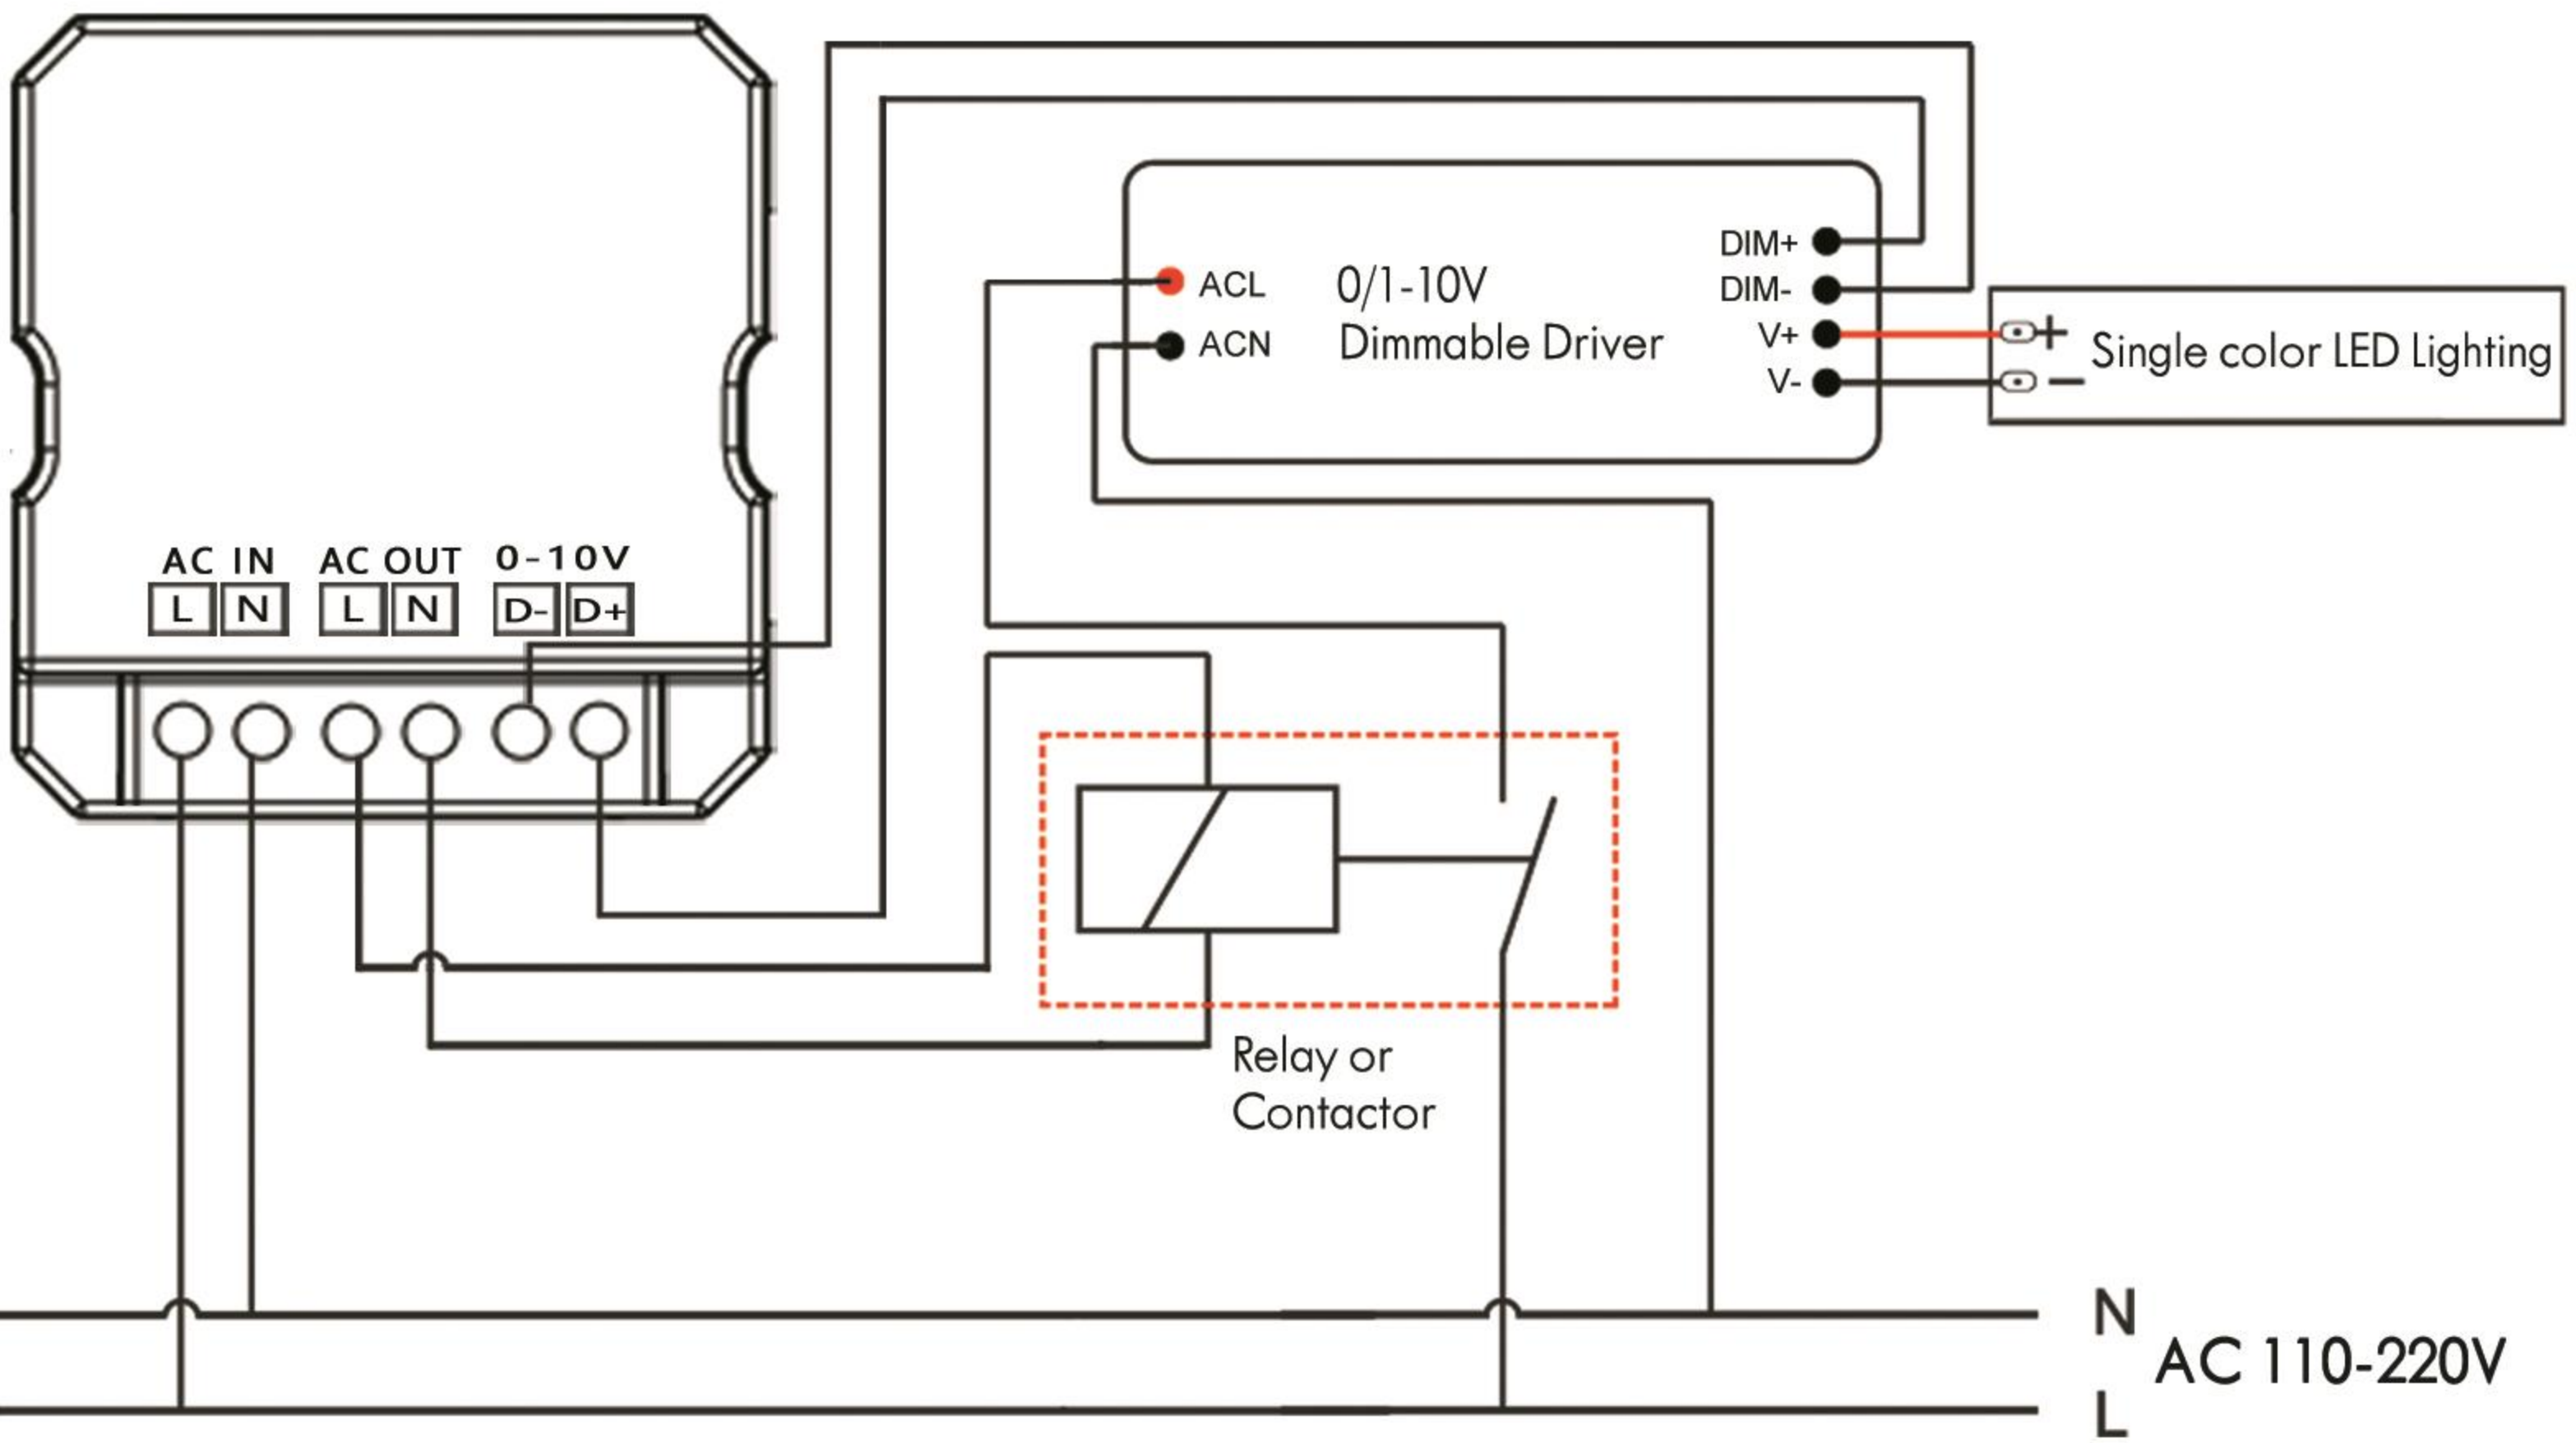 AC IN AC OUT 0-10V
L N L N D- D+
ACL
ACN
0/1-10V
Dimmable Driver
DIM+
DIM-
V+
V-
+
−
Single color LED Lighting
Relay or
Contactor
N
AC 110-220V
L